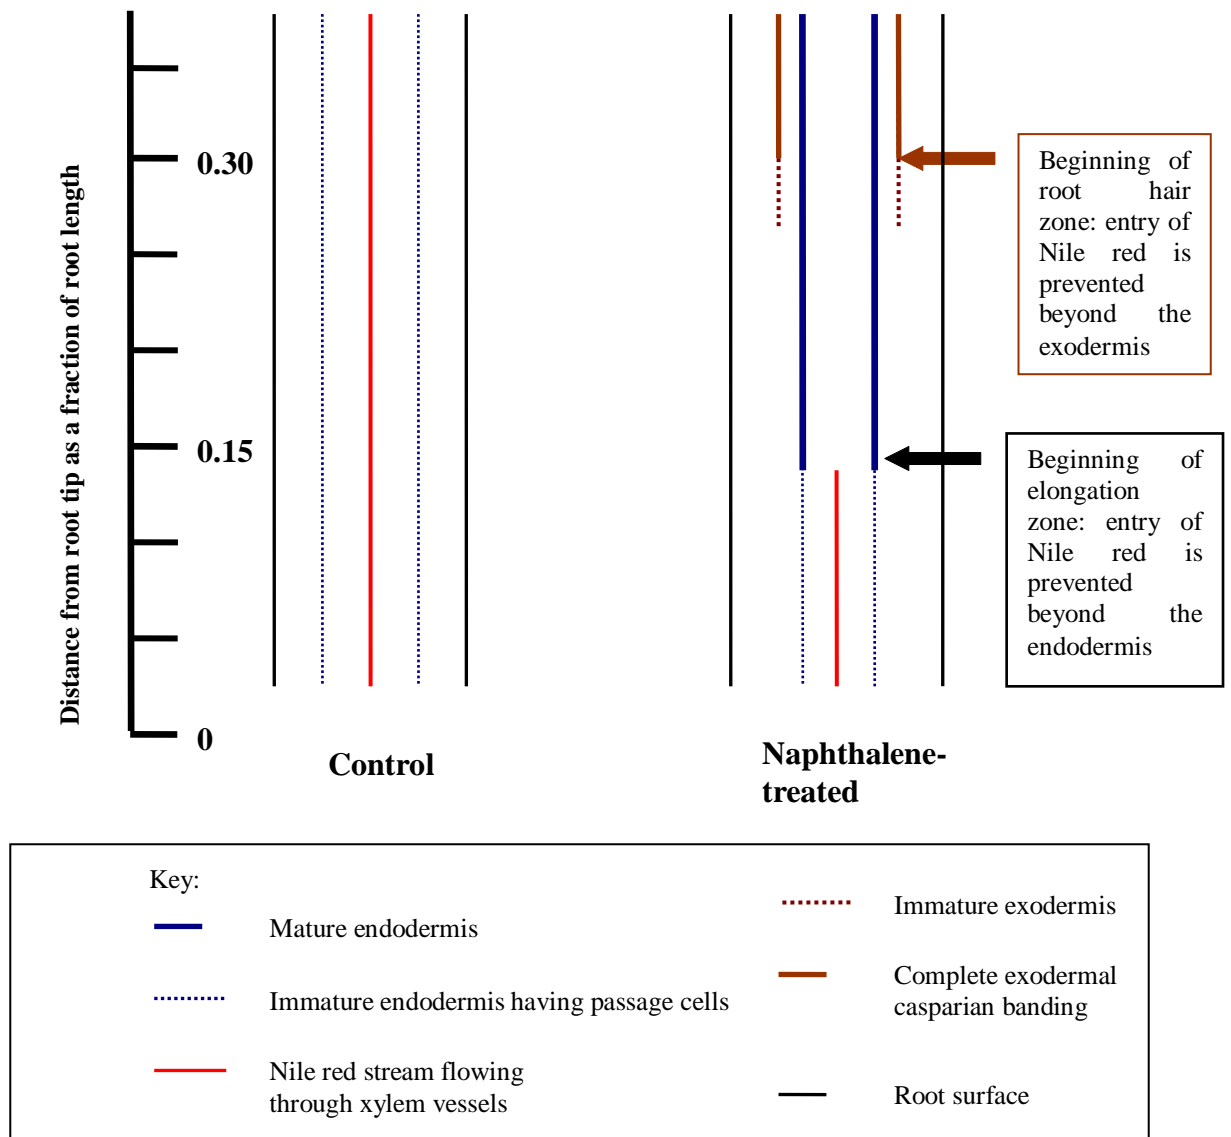 Distance from root tip as a fraction of root length
0.30
0.15
0
Control
Naphthalene-
treated
Beginning of
root hair
zone: entry of
Nile red is
prevented
beyond the
exodermis
Beginning of
elongation
zone: entry of
Nile red is
prevented
beyond the
endodermis
Key:
Mature endodermis
Immature endodermis having passage cells
Nile red stream flowing
through xylem vessels
Immature exodermis
Complete exodermal
casparian banding
Root surface